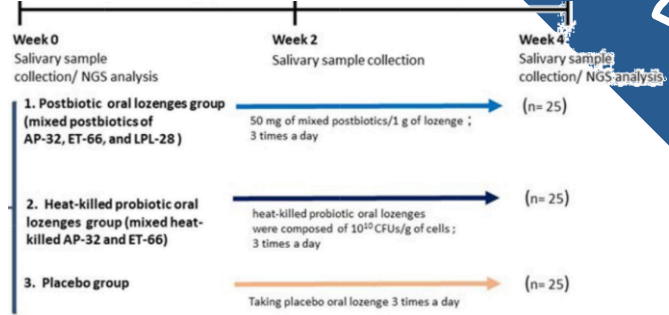 Week 0
Salivary sample
collection/ NGS analysis
Week 2
Salivary sample collection
Week 4
Salivary sample
collection/ NGS analysis
1. Postbiotic oral lozenges group
(mixed postbiotics of
AP-32, ET-66, and LPL-28 )
50 mg of mixed postbiotics/1 g of lozenge ;
3 times a day
(n= 25)
2. Heat-killed probiotic oral
lozenges group (mixed heat-
killed AP-32 and ET-66)
heat-killed probiotic oral lozenges
were composed of 10¹⁰ CFUs/g of cells ;
3 times a day
(n= 25)
3. Placebo group
Taking placebo oral lozenge 3 times a day
(n= 25)